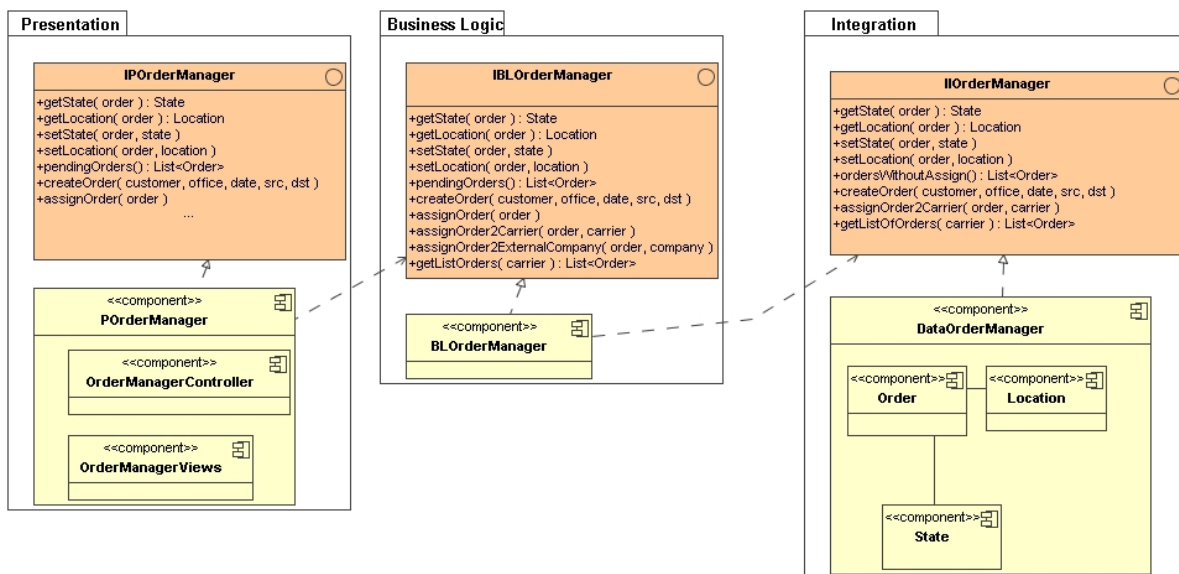 Presentation
IPOrderManager
+getState( order ) : State
+getLocation( order ) : Location
+setState( order, state )
+setLocation( order, location )
+pendingOrders() : List<Order>
+createOrder( customer, office, date, src, dst )
+assignOrder( order )
...
<<component>>
POrderManager
<<component>>
OrderManagerController
<<component>>
OrderManagerViews
Business Logic
IBLOrderManager
+getState( order ) : State
+getLocation( order ) : Location
+setState( order, state )
+setLocation( order, location )
+pendingOrders() : List<Order>
+createOrder( customer, office, date, src, dst )
+assignOrder( order )
+assignOrder2Carrier( order, carrier )
+assignOrder2ExternalCompany( order, company )
+getListOrders( carrier ) : List<Order>
<<component>>
BLOrderManager
Integration
IIOrderManager
+getState( order ) : State
+getLocation( order ) : Location
+setState( order, state )
+setLocation( order, location )
+ordersWithoutAssign() : List<Order>
+createOrder( customer, office, date, src, dst )
+assignOrder2Carrier( order, carrier )
+getListOfOrders( carrier ) : List<Order>
<<component>>
DataOrderManager
<<component>>
Order
<<component>>
Location
<<component>>
State